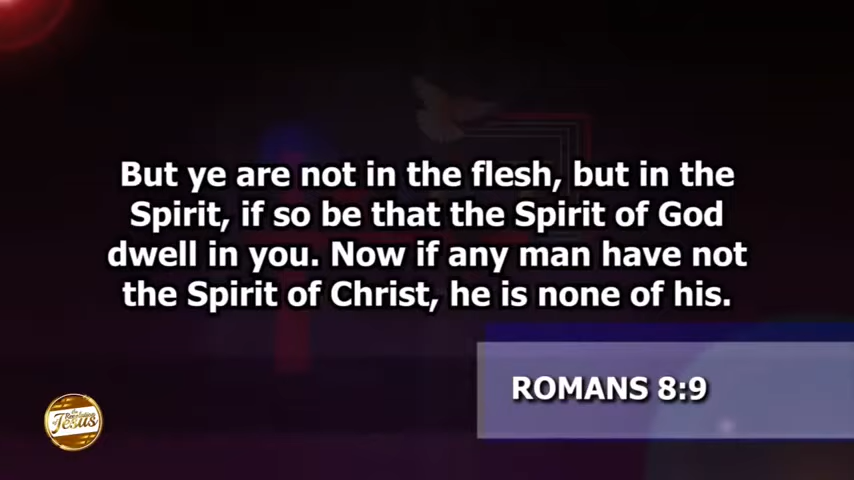 But ye are not in the flesh, but in the
Spirit, if so be that the Spirit of God
dwell in you. Now if any man have not
the Spirit of Christ, he is none of his.
ROMANS 8:9
Jesus